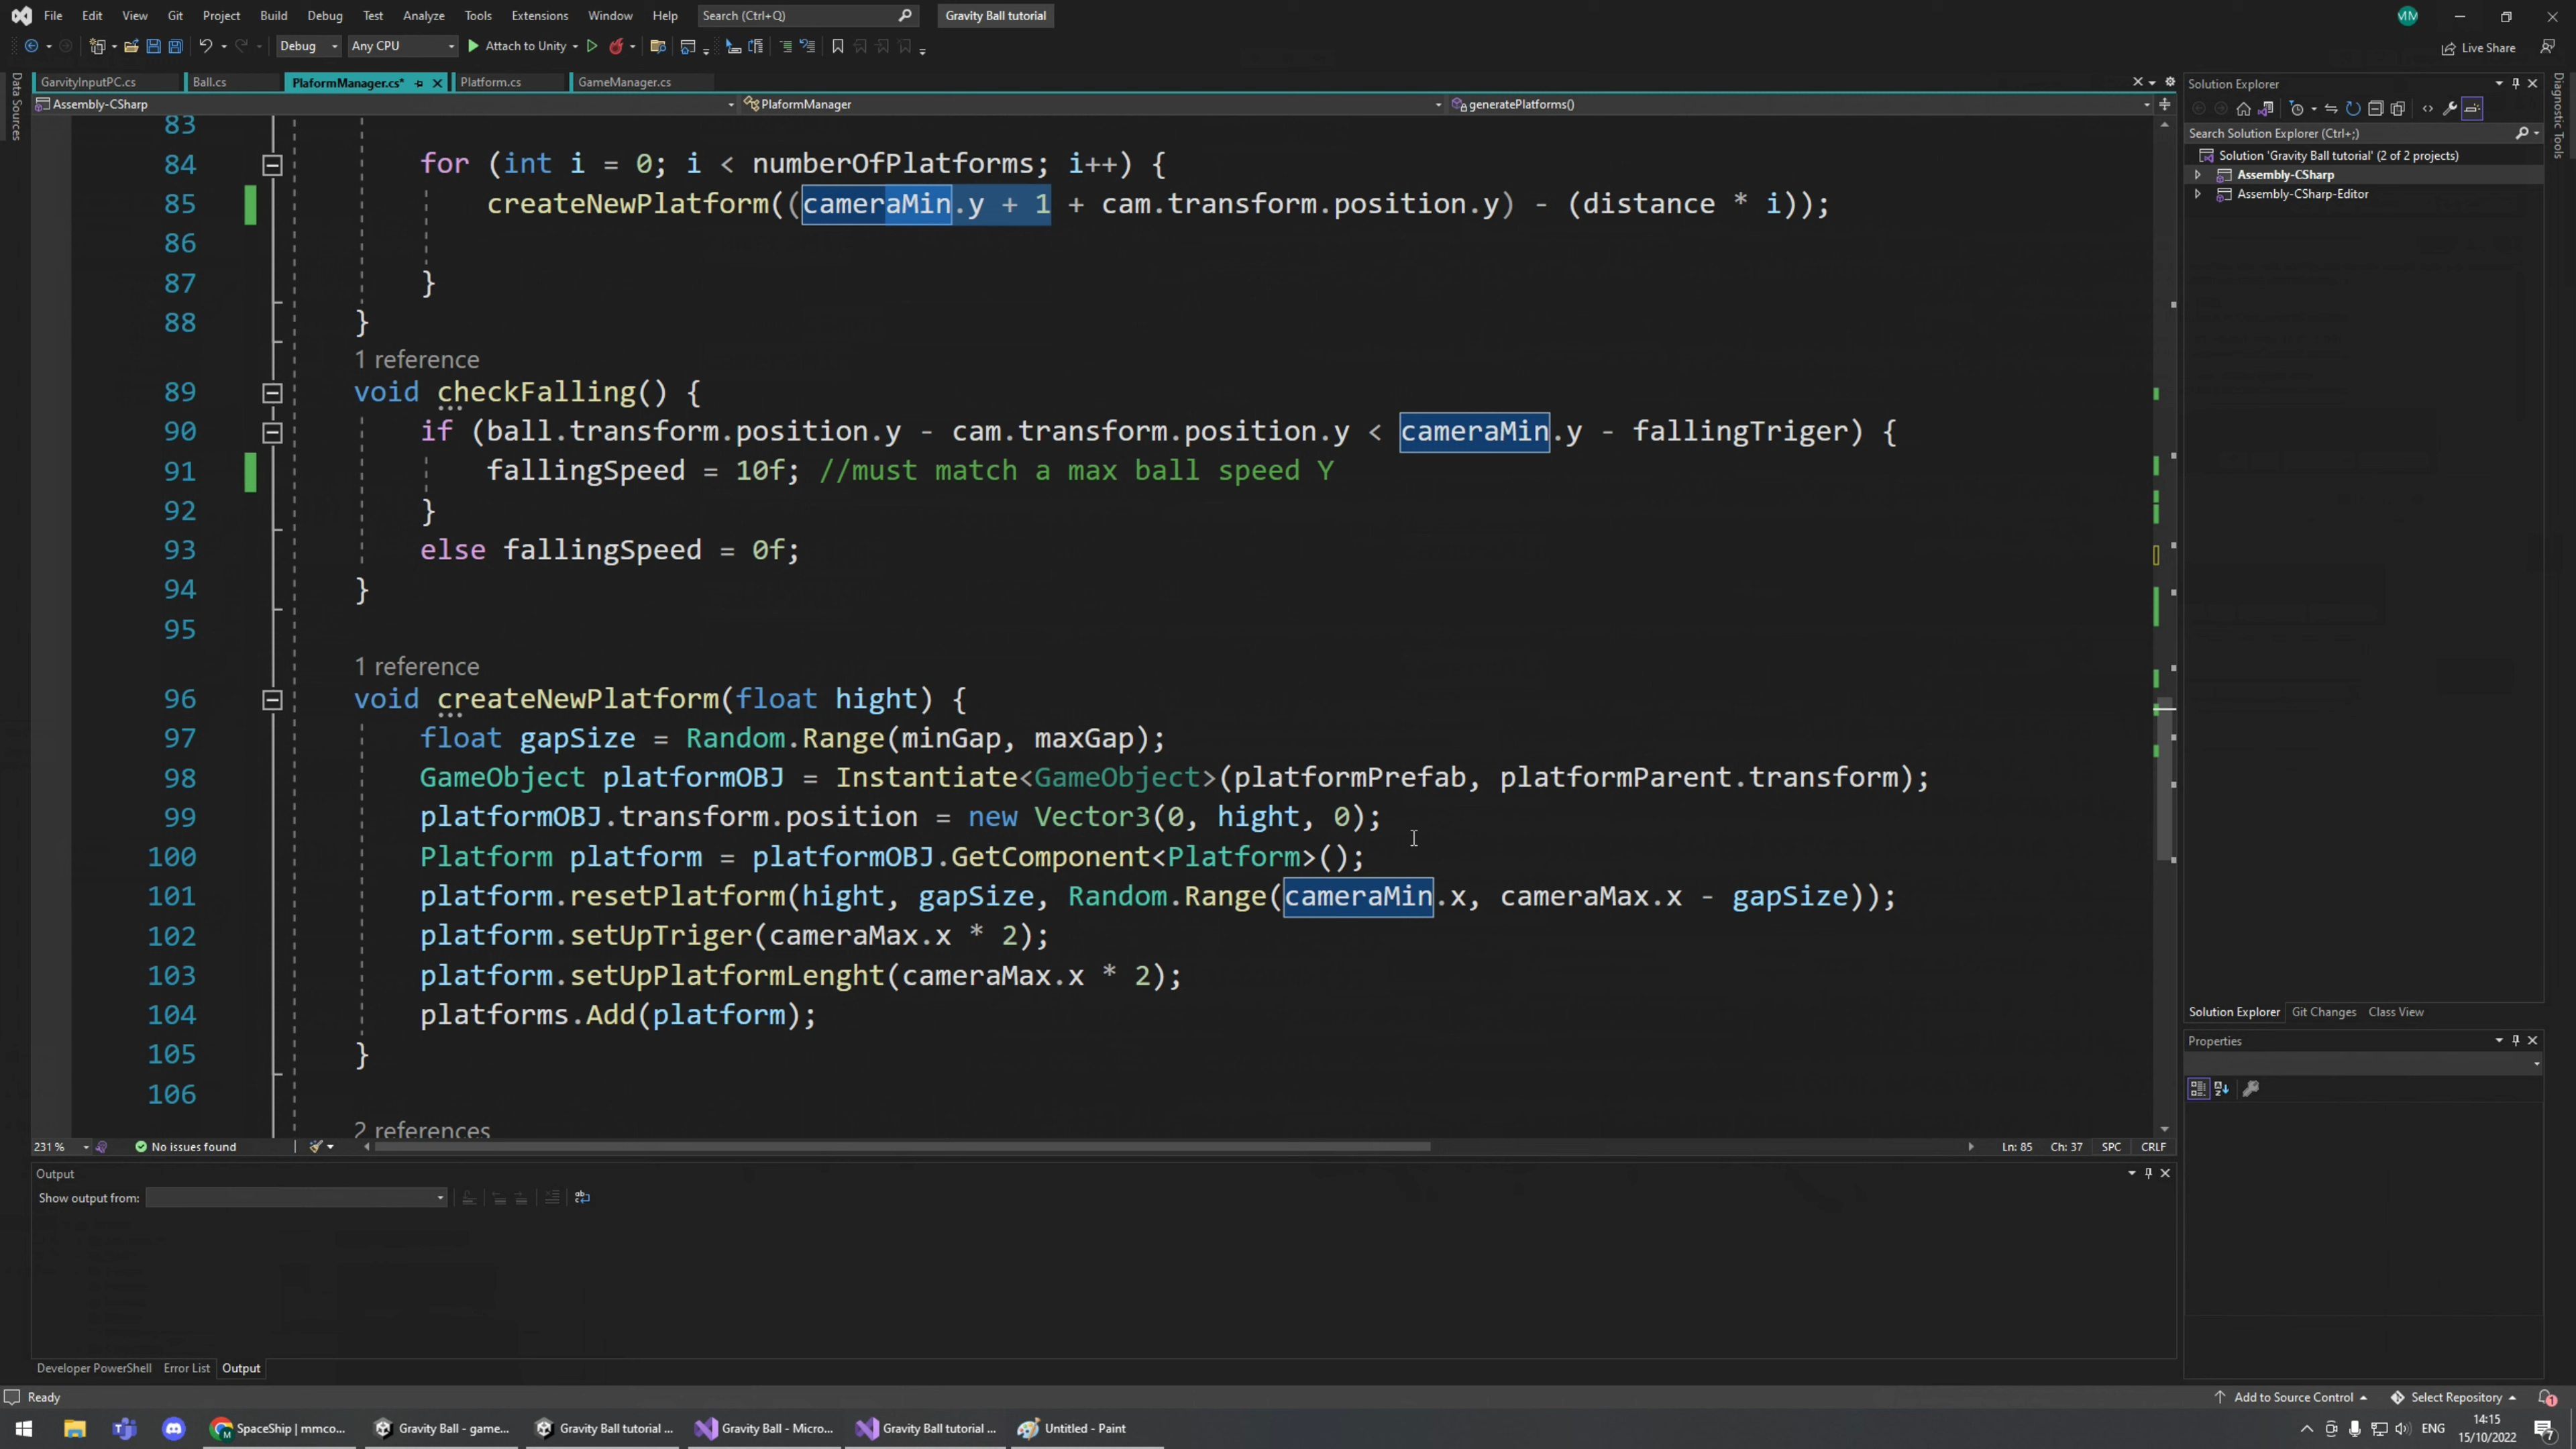 File Edit View Git Project Build Debug Test Analyze Tools Extensions Window Help Search (Ctrl+Q) Gravity Ball tutorial MM
Debug Any CPU Attach to Unity Live Share
GarvityInputPC.cs Ball.cs PlaformManager.cs* Platform.cs GameManager.cs
Assembly-CSharp PlaformManager generatePlatforms()
Data Sources
83
84 for (int i = 0; i < numberOfPlatforms; i++) {
85 createNewPlatform((cameraMin.y + 1 + cam.transform.position.y) - (distance * i));
86
87 }
88 }
1 reference
89 void checkFalling() {
90 if (ball.transform.position.y - cam.transform.position.y < cameraMin.y - fallingTriger) {
91 fallingSpeed = 10f; //must match a max ball speed Y
92 }
93 else fallingSpeed = 0f;
94 }
95
1 reference
96 void createNewPlatform(float hight) {
97 float gapSize = Random.Range(minGap, maxGap);
98 GameObject platformOBJ = Instantiate<GameObject>(platformPrefab, platformParent.transform);
99 platformOBJ.transform.position = new Vector3(0, hight, 0);
100 Platform platform = platformOBJ.GetComponent<Platform>();
101 platform.resetPlatform(hight, gapSize, Random.Range(cameraMin.x, cameraMax.x - gapSize));
102 platform.setUpTriger(cameraMax.x * 2);
103 platform.setUpPlatformLenght(cameraMax.x * 2);
104 platforms.Add(platform);
105 }
106
2 references
231 % No issues found Ln: 85 Ch: 37 SPC CRLF
Output
Show output from:
Developer PowerShell Error List Output
Solution Explorer
Search Solution Explorer (Ctrl+;)
Solution 'Gravity Ball tutorial' (2 of 2 projects)
Assembly-CSharp
Assembly-CSharp-Editor
Solution Explorer Git Changes Class View
Properties
Diagnostic Tools
Ready Add to Source Control Select Repository 1
SpaceShip | mmco... Gravity Ball - game... Gravity Ball tutorial ... Gravity Ball - Micro... Gravity Ball tutorial ... Untitled - Paint ENG 14:15
15/10/2022 7